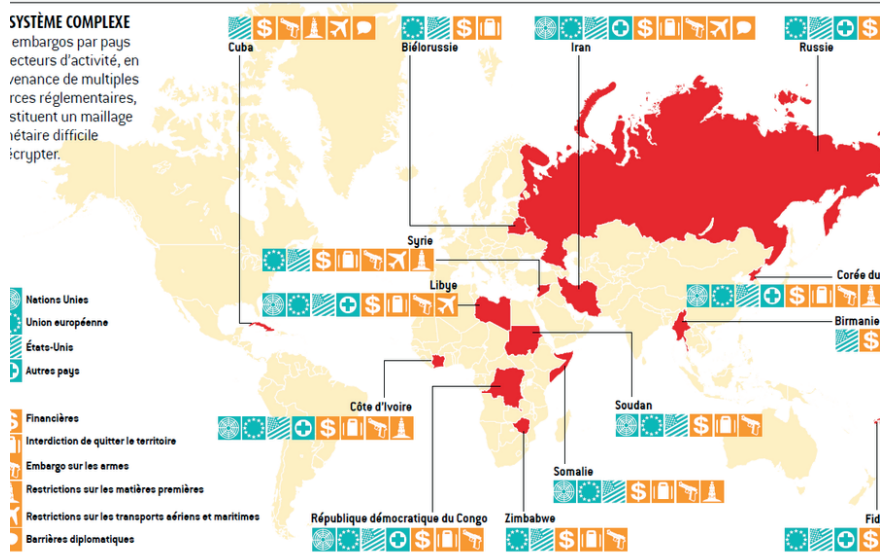 SYSTÈME COMPLEXE
embargos par pays
ecteurs d'activité, en
venance de multiples
rces réglementaires,
stituent un maillage
nétaire difficile
écrypter.
Cuba
Biélorussie
Iran
Russie
Syrie
Libye
Corée du
Birmanie
Nations Unies
Union européenne
États-Unis
Autres pays
Côte d'Ivoire
Soudan
Financières
Interdiction de quitter le territoire
Embargo sur les armes
Restrictions sur les matières premières
Restrictions sur les transports aériens et maritimes
Barrières diplomatiques
Somalie
République démocratique du Congo
Zimbabwe
Fid